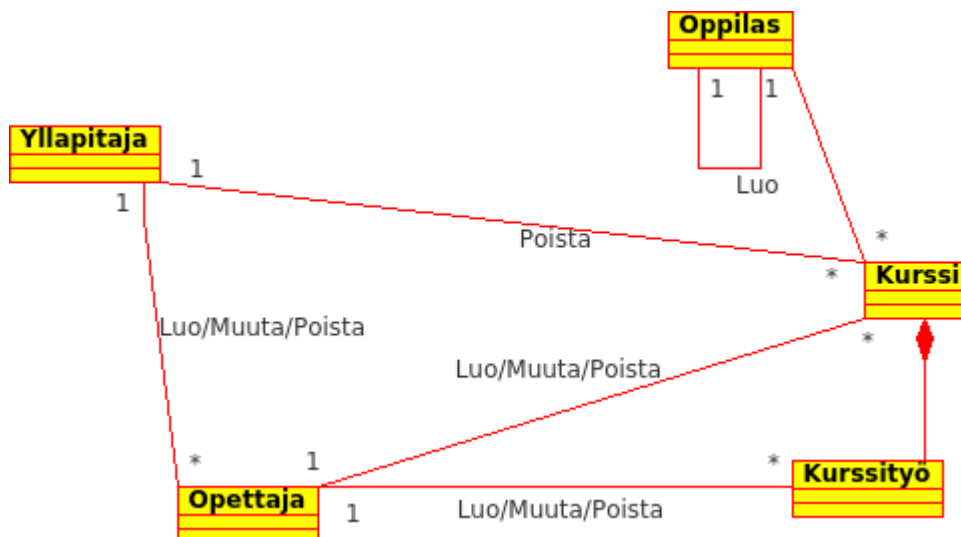 Oppilas
1 1
Luo
Yllapitaja
1
1
Poista
*
*
Kurssi
*
Luo/Muuta/Poista
Luo/Muuta/Poista
* 1
*
Kurssityö
Opettaja
1
Luo/Muuta/Poista